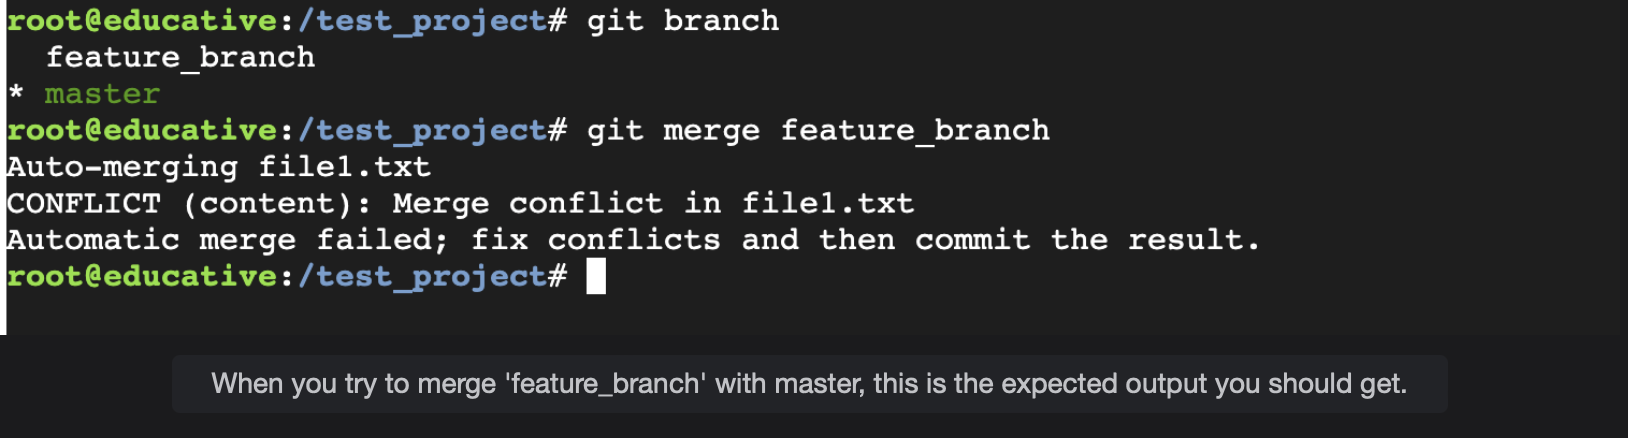 root@educative:/test_project# git branch
  feature_branch
* master
root@educative:/test_project# git merge feature_branch
Auto-merging file1.txt
CONFLICT (content): Merge conflict in file1.txt
Automatic merge failed; fix conflicts and then commit the result.
root@educative:/test_project#
When you try to merge 'feature_branch' with master, this is the expected output you should get.